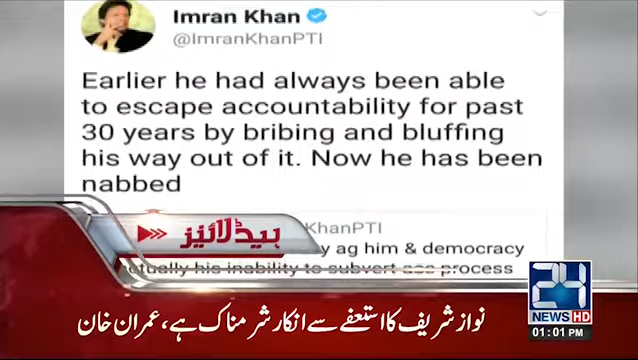 Imran Khan
@ImranKhanPTI
Earlier he had always been able
to escape accountability for past
30 years by bribing and bluffing
his way out of it. Now he has been
nabbed
KhanPTI
ہیڈلائنز
ag him & democracy
his inability to subvert process
24
NEWS HD
01:01 PM
نواز شریف کا استعفے سے انکار شرمناک ہے، عمران خان